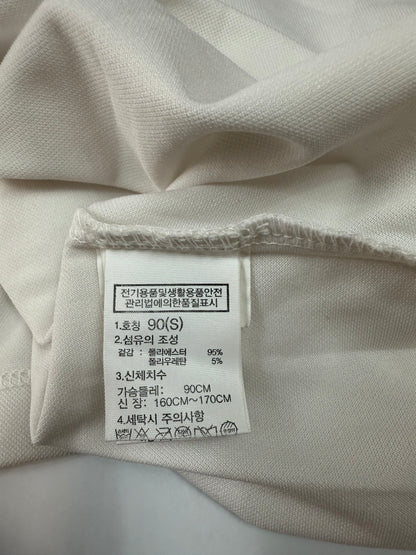 전기용품및생활용품안전
관리법에의한품질표시
1.호칭 90(S)
2.섬유의 조성
겉감 : 폴리에스터 95%
폴리우레탄 5%
3.신체치수
가슴둘레: 90CM
신 장: 160CM~170CM
4.세탁시 주의사항